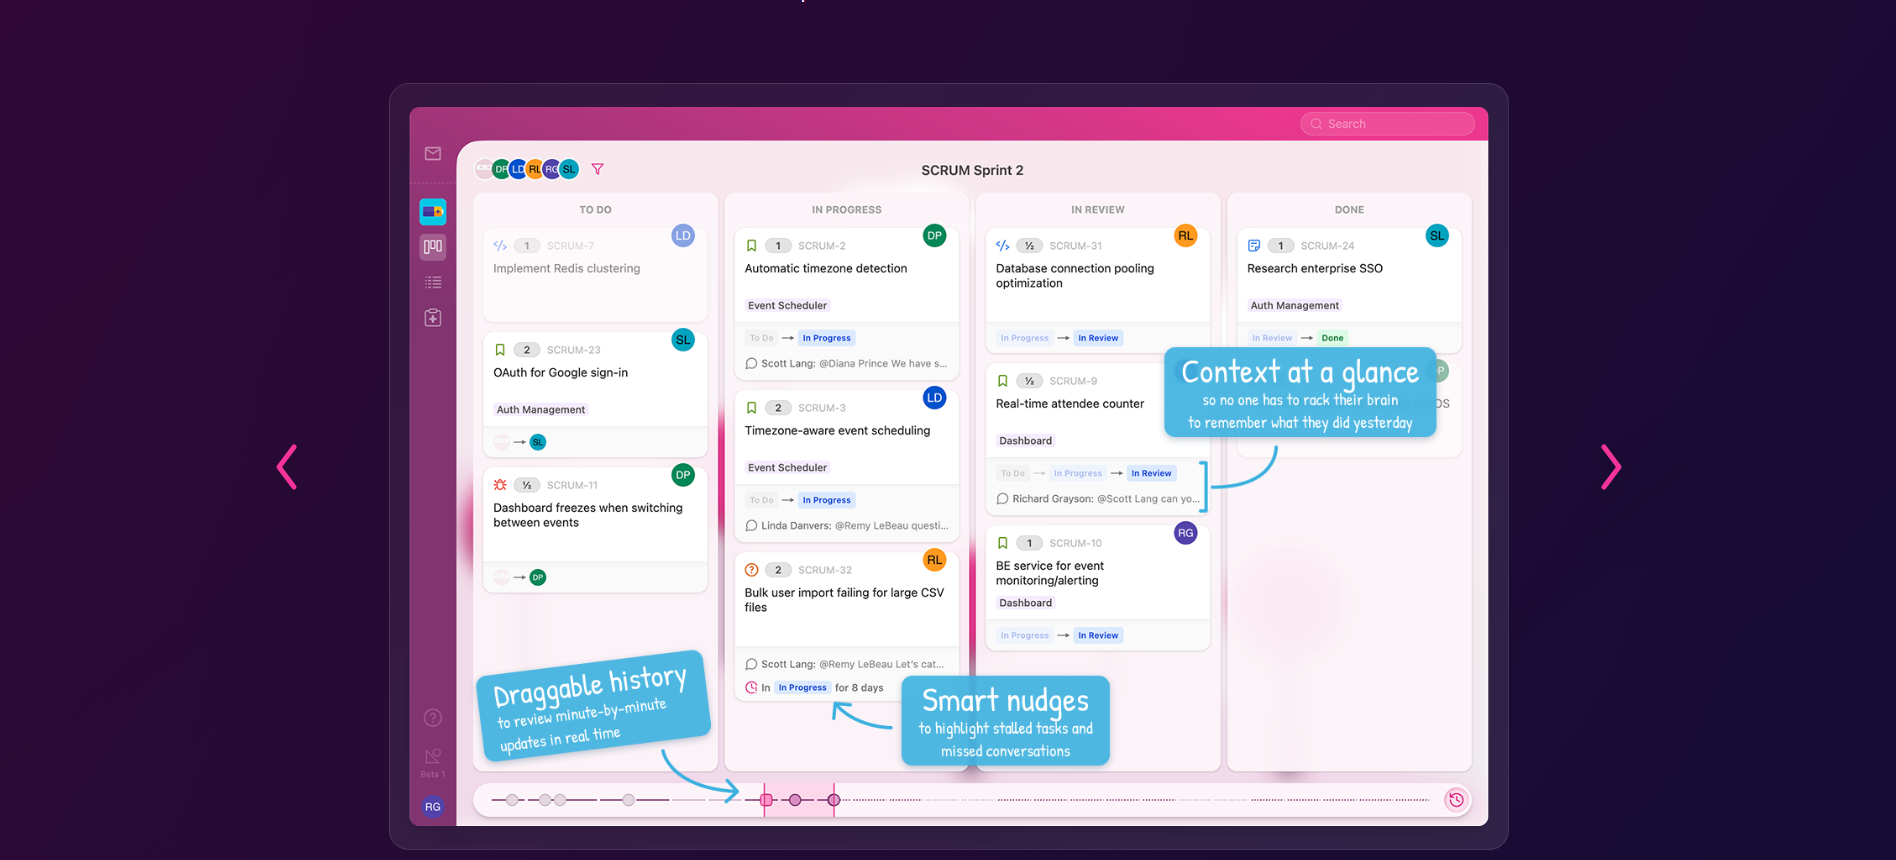 Search
DP LD RL RG SL
SCRUM Sprint 2
TO DO
1 SCRUM-7 LD
Implement Redis clustering
2 SCRUM-23 SL
OAuth for Google sign-in
Auth Management
→ SL
½ SCRUM-11 DP
Dashboard freezes when switching
between events
→ DP
IN PROGRESS
1 SCRUM-2 DP
Automatic timezone detection
Event Scheduler
To Do → In Progress
Scott Lang: @Diana Prince We have s...
2 SCRUM-3 LD
Timezone-aware event scheduling
Event Scheduler
To Do → In Progress
Linda Danvers: @Remy LeBeau questi...
2 SCRUM-32 RL
Bulk user import failing for large CSV
files
Scott Lang: @Remy LeBeau Let's cat...
In In Progress for 8 days
IN REVIEW
½ SCRUM-31 RL
Database connection pooling
optimization
In Progress → In Review
½ SCRUM-9
Real-time attendee counter
Dashboard
To Do → In Progress → In Review
Richard Grayson: @Scott Lang can yo...
1 SCRUM-10 RG
BE service for event
monitoring/alerting
Dashboard
In Progress → In Review
DONE
1 SCRUM-24 SL
Research enterprise SSO
Auth Management
In Review → Done
Context at a glance
so no one has to rack their brain
to remember what they did yesterday
Draggable history
to review minute-by-minute
updates in real time
Smart nudges
to highlight stalled tasks and
missed conversations
Beta 1
RG